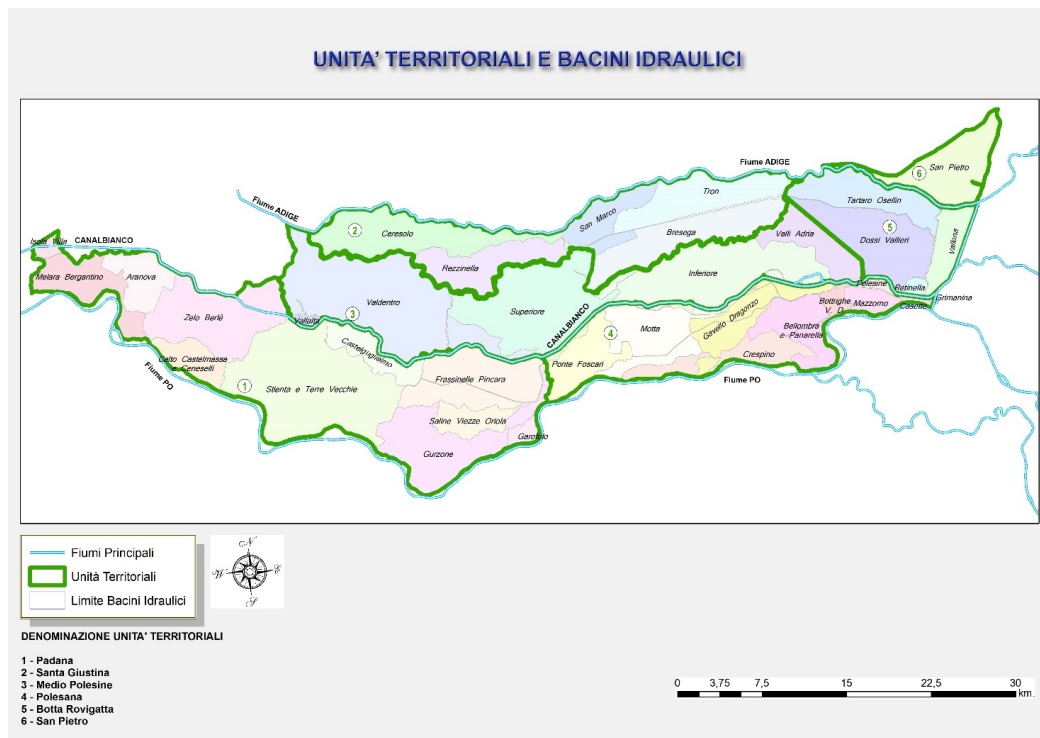 UNITA' TERRITORIALI E BACINI IDRAULICI
Fiume ADIGE
San Pietro
6
Tron
Fiume ADIGE
San Marco
Tartaro Osellin
2
Ceresolo
Bresega
Valli Adria
5
Dossi Vallieri
Vallona
Isola Villa
CANALBIANCO
Melara Bergantino
Aranova
Rezzinella
Inferiore
Polesine
Retinella
Grimanina
Valdentro
Superiore
Zelo Berlè
Vallalta
3
CANALBIANCO
4
Motta
Gavello Dragonzo
Bottrighe
V. D.
Mazzomo
Casette
Bellombra
e Panarella
Castelguglielmo
Calto Castelmassa
e Ceneselli
Fiume PO
1
Stienta e Terre Vecchie
Frassinelle Pincara
Ponte Foscari
Crespino
Fiume PO
Saline Viezze Oriola
Garofolo
Gurzone
Fiumi Principali
Unità Territoriali
Limite Bacini Idraulici
N
W
E
S
DENOMINAZIONE UNITA' TERRITORIALI
1 - Padana
2 - Santa Giustina
3 - Medio Polesine
4 - Polesana
5 - Botta Rovigatta
6 - San Pietro
0 3,75 7,5 15 22,5 30
km.